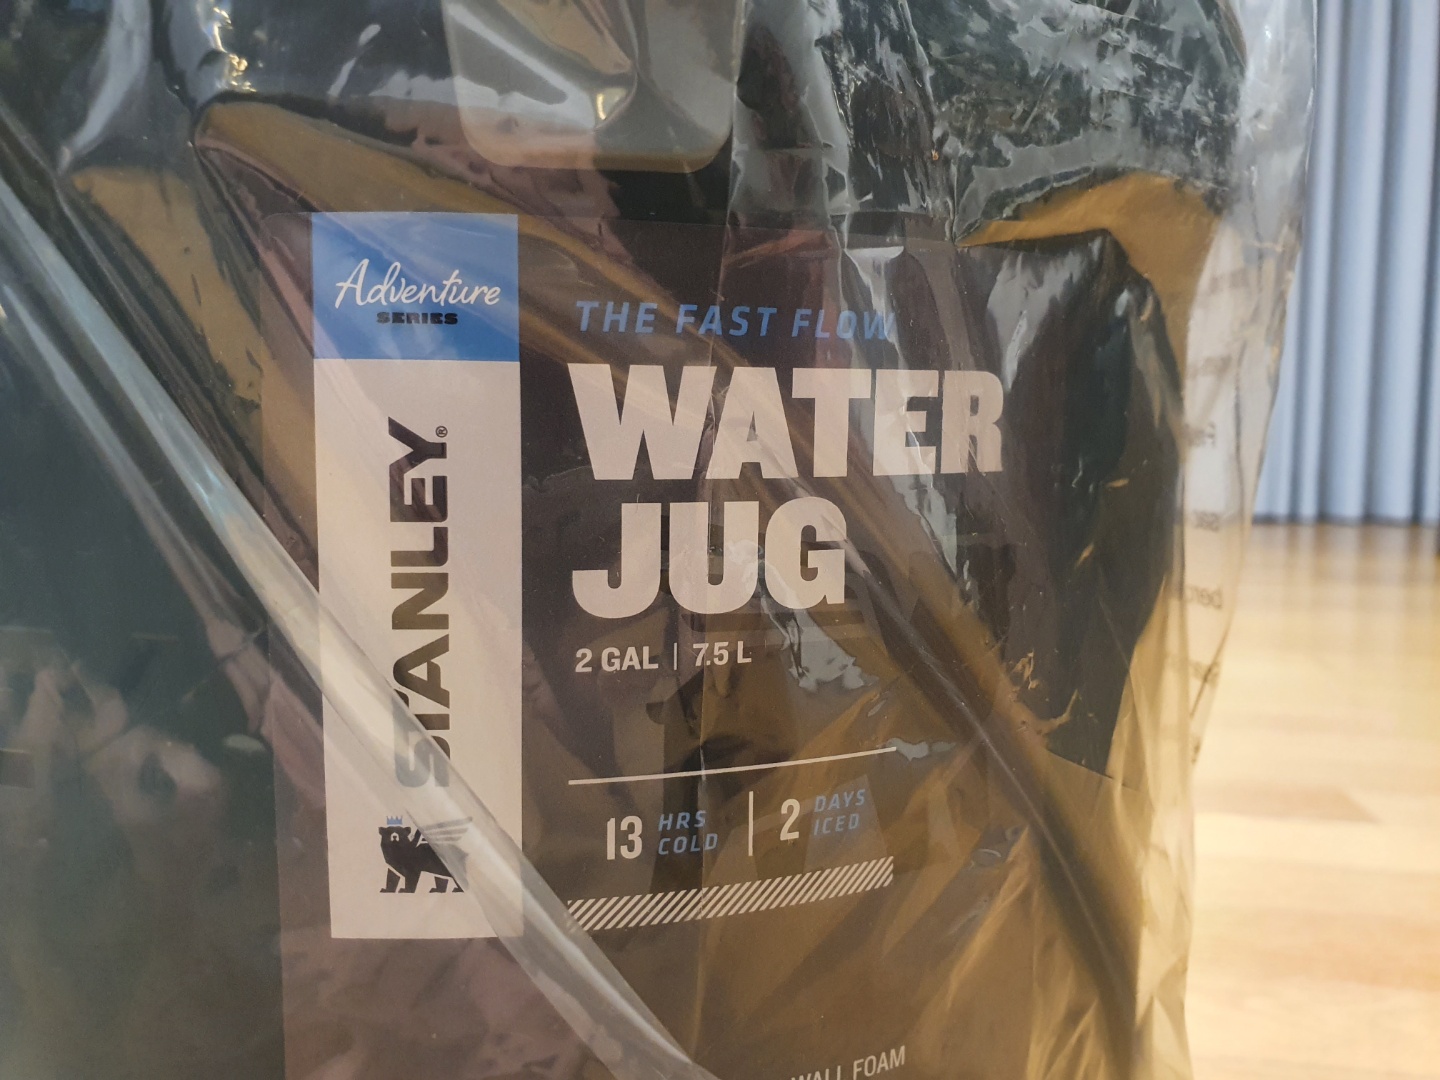 Adventure
SERIES
STANLEY®
THE FAST FLOW
WATER
JUG
2 GAL | 7.5 L
13 HRS COLD | 2 DAYS ICED
WALL FOAM